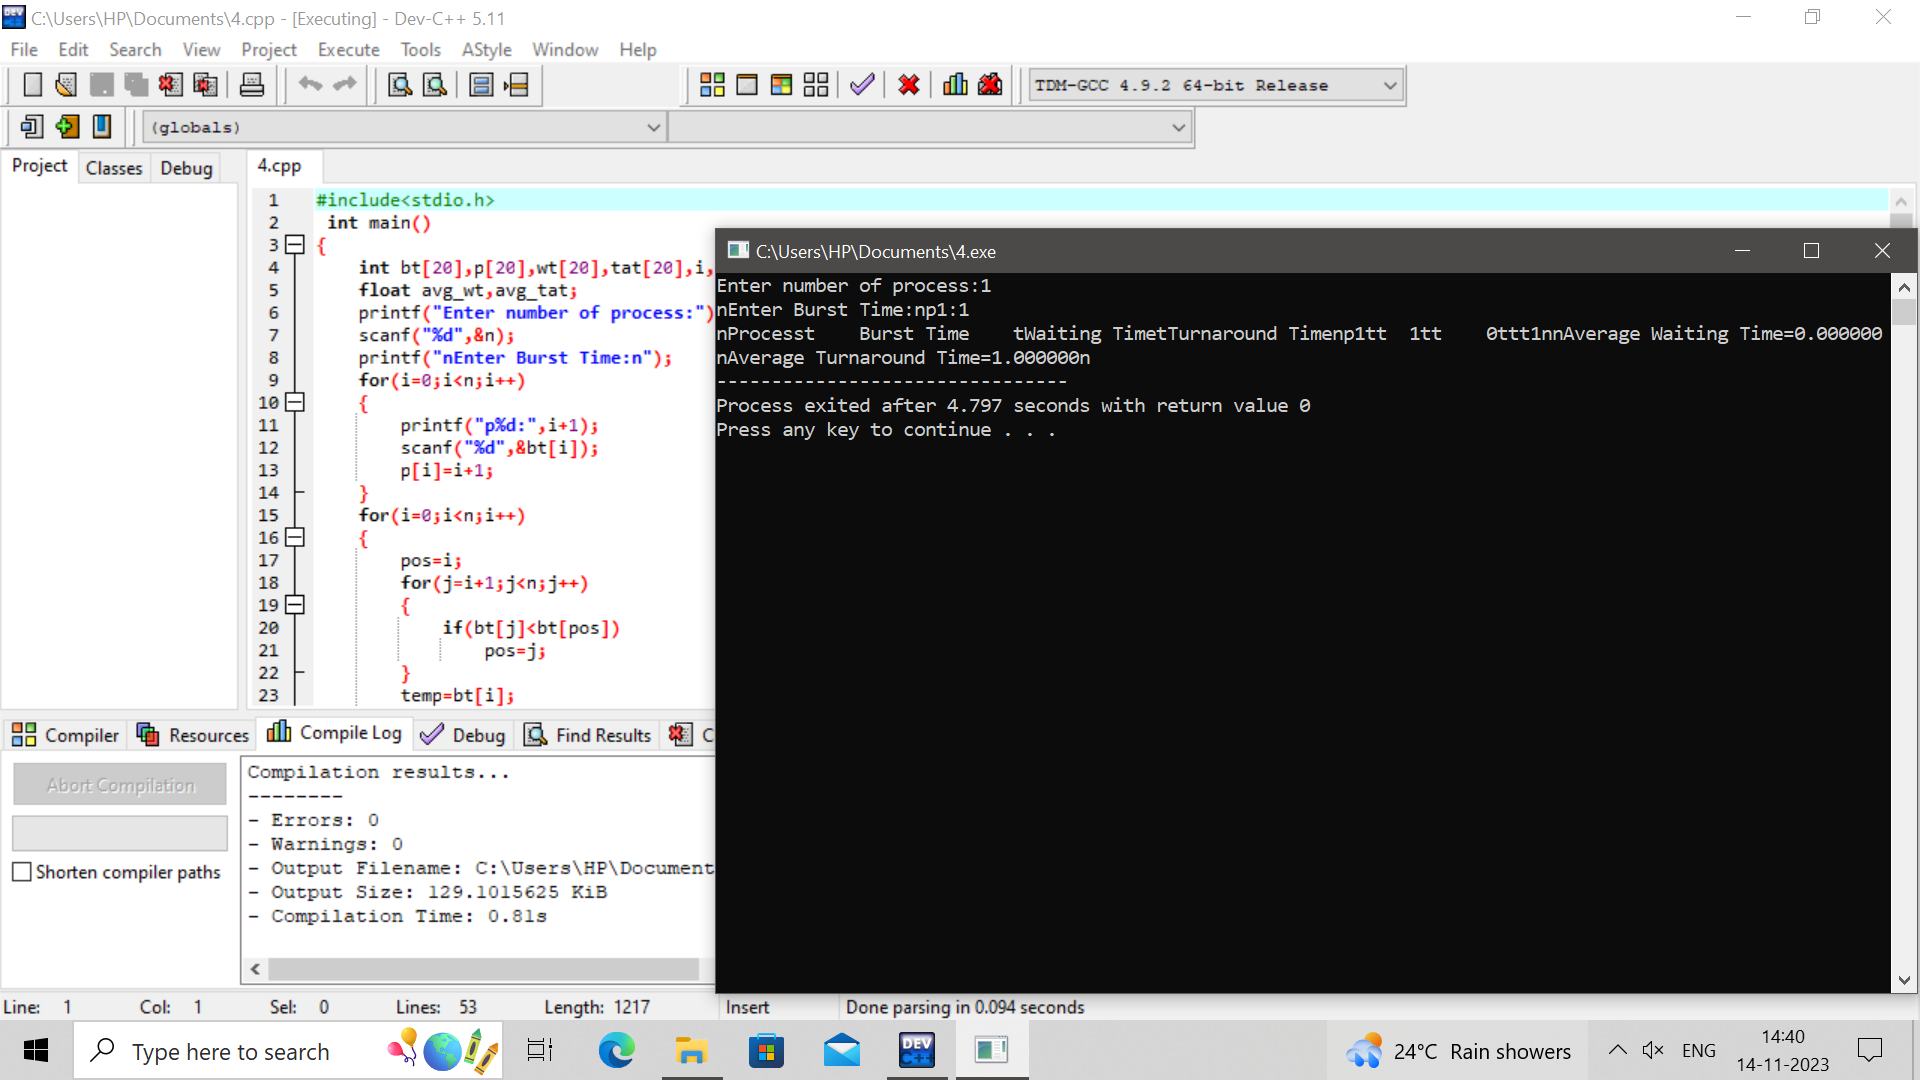 C:\Users\HP\Documents\4.cpp - [Executing] - Dev-C++ 5.11
File Edit Search View Project Execute Tools AStyle Window Help
TDM-GCC 4.9.2 64-bit Release
(globals)
Project Classes Debug
4.cpp
1 #include<stdio.h>
2 int main()
3 {
4 int bt[20],p[20],wt[20],tat[20],i,
5 float avg_wt,avg_tat;
6 printf("Enter number of process:")
7 scanf("%d",&n);
8 printf("nEnter Burst Time:n");
9 for(i=0;i<n;i++)
10 {
11 printf("p%d:",i+1);
12 scanf("%d",&bt[i]);
13 p[i]=i+1;
14 }
15 for(i=0;i<n;i++)
16 {
17 pos=i;
18 for(j=i+1;j<n;j++)
19 {
20 if(bt[j]<bt[pos])
21 pos=j;
22 }
23 temp=bt[i];
C:\Users\HP\Documents\4.exe
Enter number of process:1
nEnter Burst Time:np1:1
nProcesst    Burst Time    tWaiting TimetTurnaround Timenp1tt  1tt    0ttt1nnAverage Waiting Time=0.000000
nAverage Turnaround Time=1.000000n
--------------------------------
Process exited after 4.797 seconds with return value 0
Press any key to continue . . .
Compiler Resources Compile Log Debug Find Results C
Abort Compilation
Shorten compiler paths
Compilation results...
--------
- Errors: 0
- Warnings: 0
- Output Filename: C:\Users\HP\Document
- Output Size: 129.1015625 KiB
- Compilation Time: 0.81s
Line: 1 Col: 1 Sel: 0 Lines: 53 Length: 1217 Insert Done parsing in 0.094 seconds
Type here to search
DEV C++
24°C Rain showers
ENG
14:40
14-11-2023